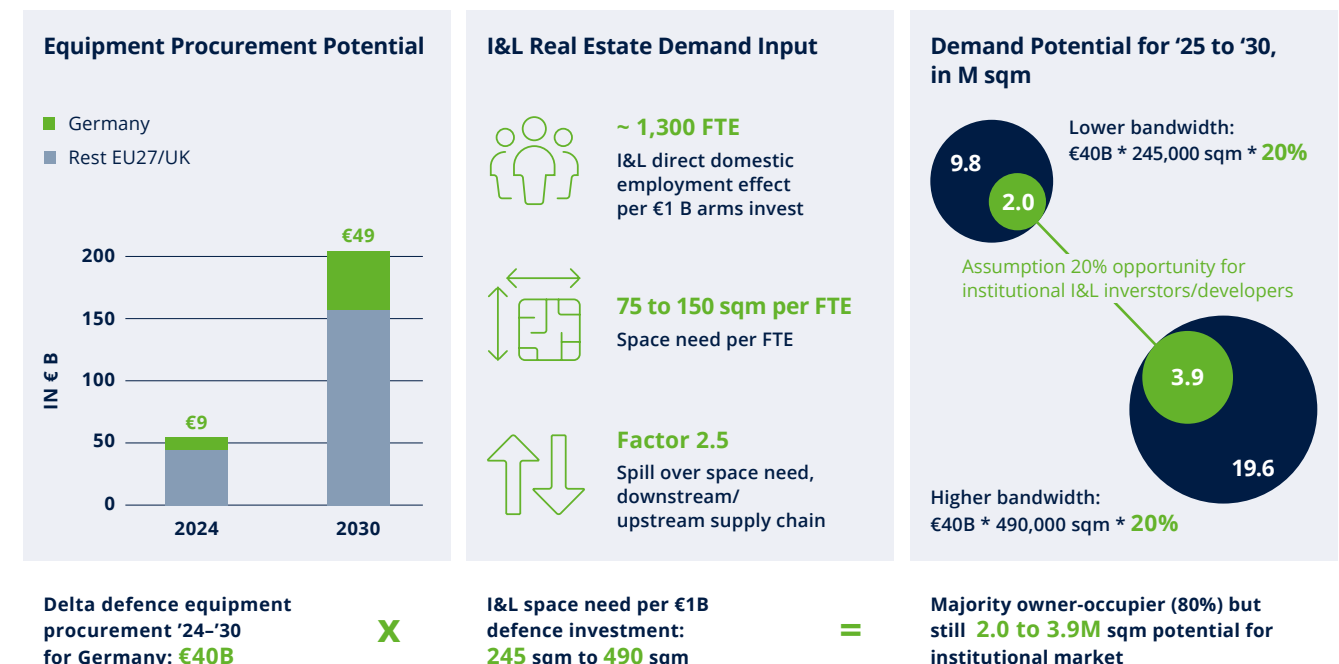 Equipment Procurement Potential
Germany
Rest EU27/UK
IN € B
200
150
100
50
0
€9
€49
2024
2030
Delta defence equipment
procurement ’24–’30
for Germany: €40B
X
I&L Real Estate Demand Input
~ 1,300 FTE
I&L direct domestic
employment effect
per €1 B arms invest
75 to 150 sqm per FTE
Space need per FTE
Factor 2.5
Spill over space need,
downstream/
upstream supply chain
I&L space need per €1B
defence investment:
245 sqm to 490 sqm
=
Demand Potential for ‘25 to ‘30,
in M sqm
9.8
2.0
Lower bandwidth:
€40B * 245,000 sqm * 20%
Assumption 20% opportunity for
institutional I&L inverstors/developers
3.9
19.6
Higher bandwidth:
€40B * 490,000 sqm * 20%
Majority owner-occupier (80%) but
still 2.0 to 3.9M sqm potential for
institutional market